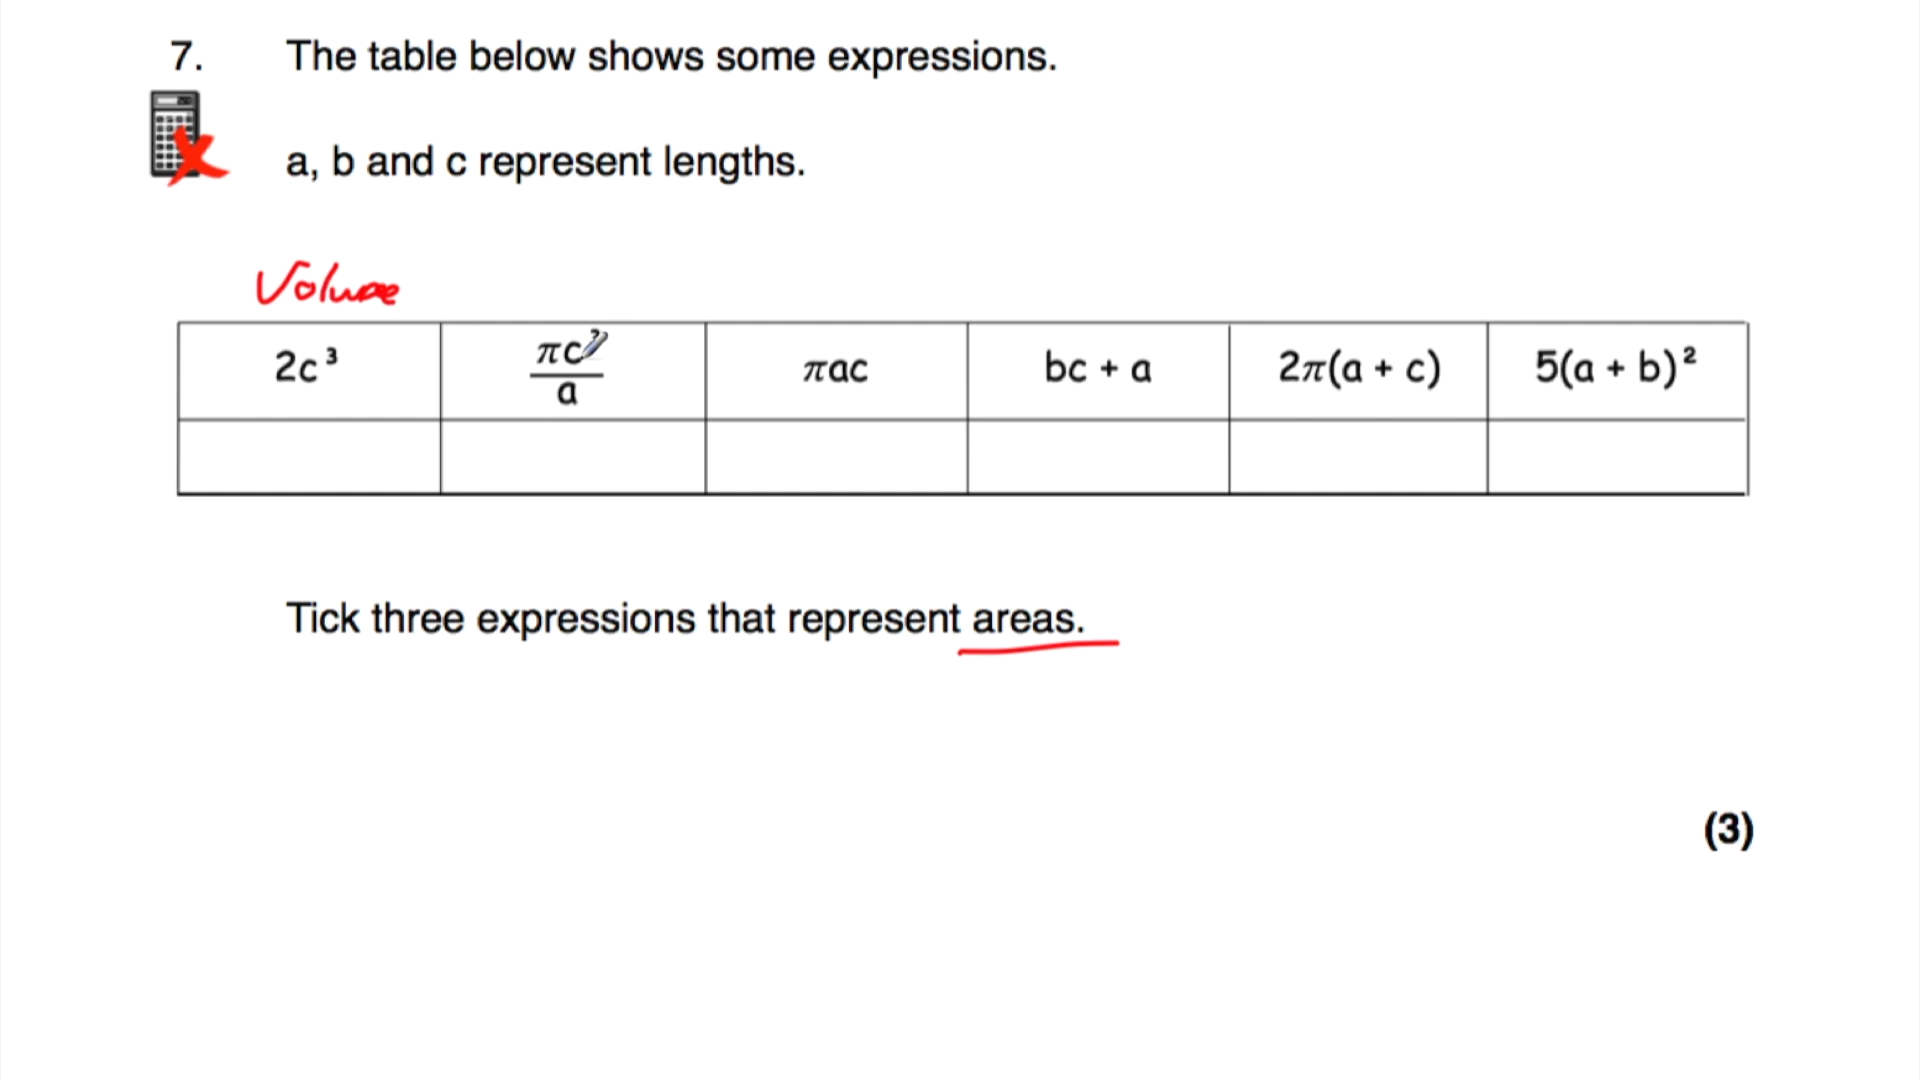 7. The table below shows some expressions.
a, b and c represent lengths.
Volume
2c³ πc πac bc + a 2π(a + c) 5(a + b)²
a
Tick three expressions that represent areas.
(3)